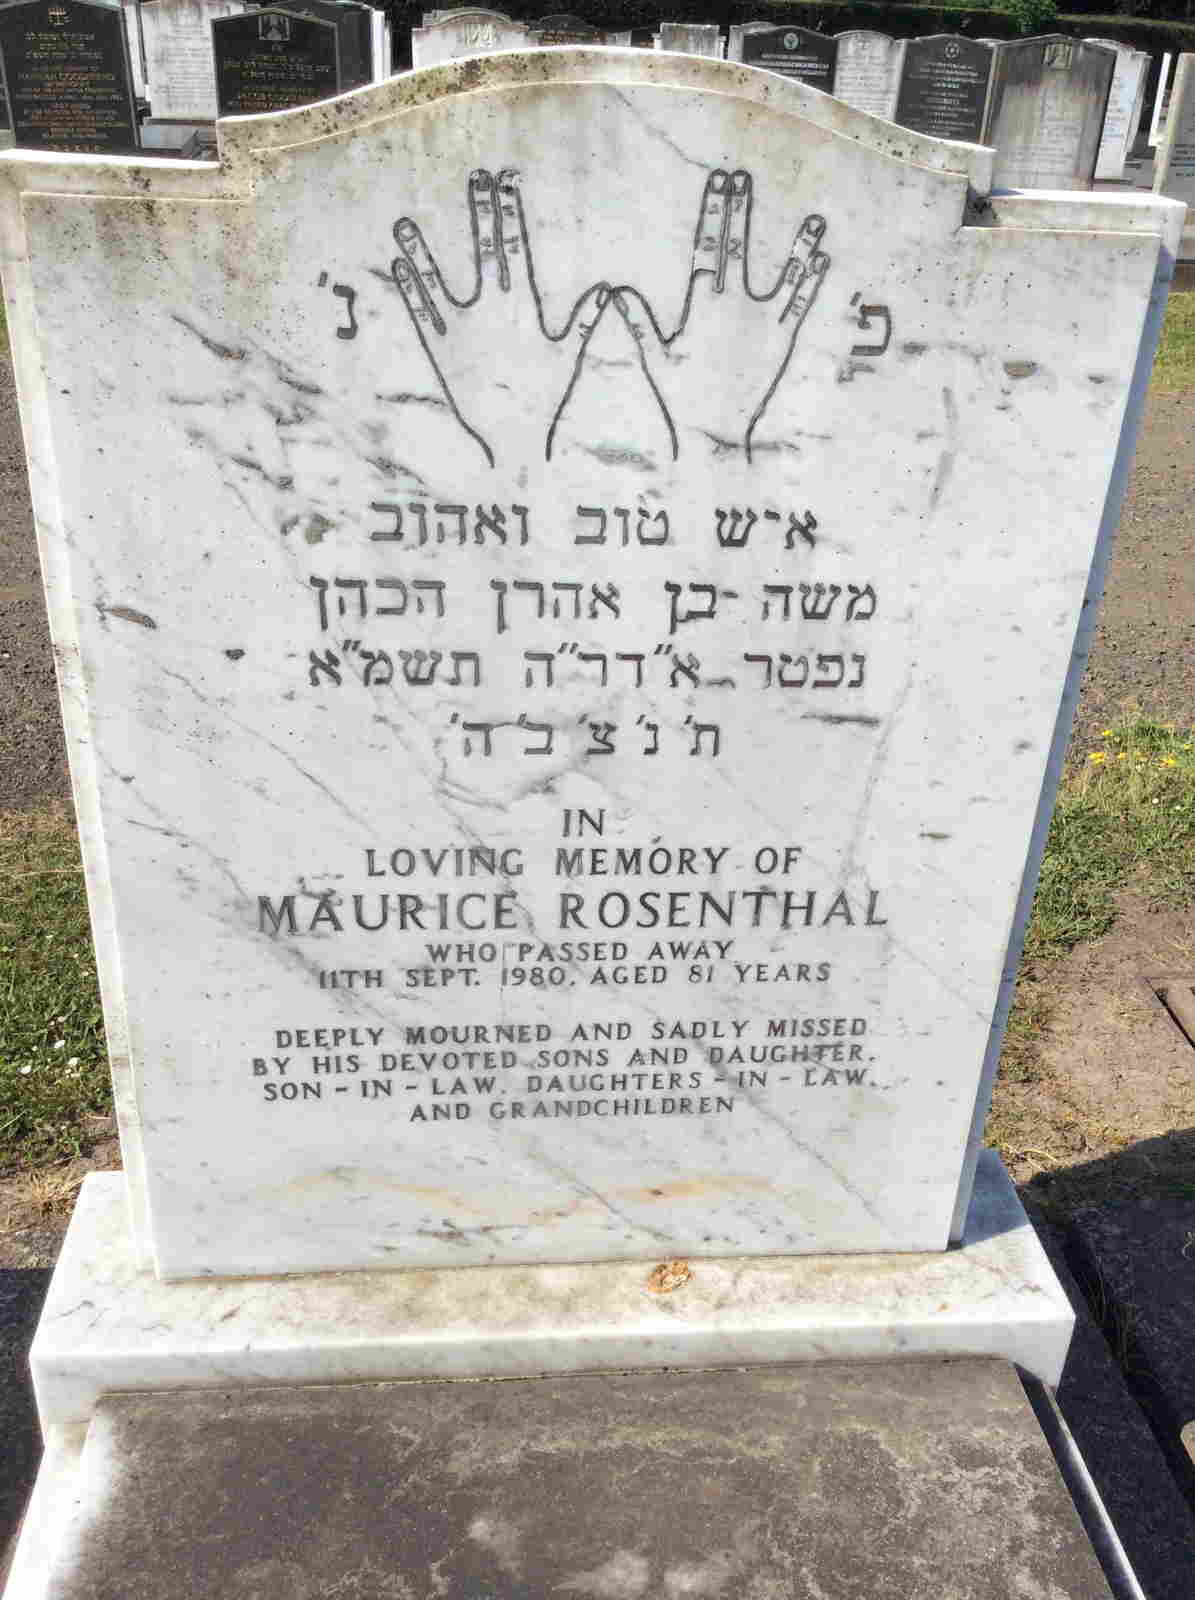 פ' נ'
איש טוב ואהוב
משה בן אהרן הכהן
נפטר א" דר"ה תשמ"א
ת' נ' צ' ב' ה'
IN
LOVING MEMORY OF
MAURICE ROSENTHAL
WHO PASSED AWAY
11TH SEPT. 1980. AGED 81 YEARS
DEEPLY MOURNED AND SADLY MISSED
BY HIS DEVOTED SONS AND DAUGHTER.
SON-IN-LAW. DAUGHTERS-IN-LAW.
AND GRANDCHILDREN